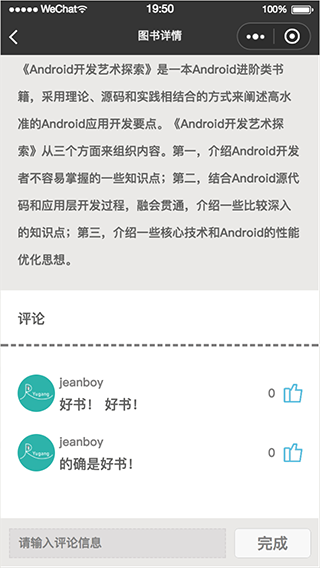 WeChat
19:50
100%
图书详情
《Android开发艺术探索》是一本Android进阶类书
籍，采用理论、源码和实践相结合的方式来阐述高水
准的Android应用开发要点。《Android开发艺术探
索》从三个方面来组织内容。第一，介绍Android开发
者不容易掌握的一些知识点；第二，结合Android源代
码和应用层开发过程，融会贯通，介绍一些比较深入
的知识点；第三，介绍一些核心技术和Android的性能
优化思想。
评论
Yugang
jeanboy
好书！ 好书！
0
Yugang
jeanboy
的确是好书！
0
请输入评论信息
完成